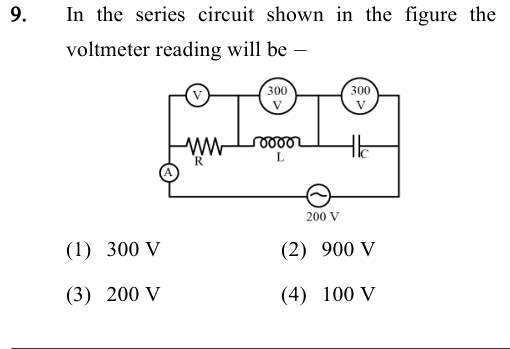 9. In the series circuit shown in the figure the
voltmeter reading will be –
V
300
V
300
V
R
L
C
A
200 V
(1) 300 V
(2) 900 V
(3) 200 V
(4) 100 V